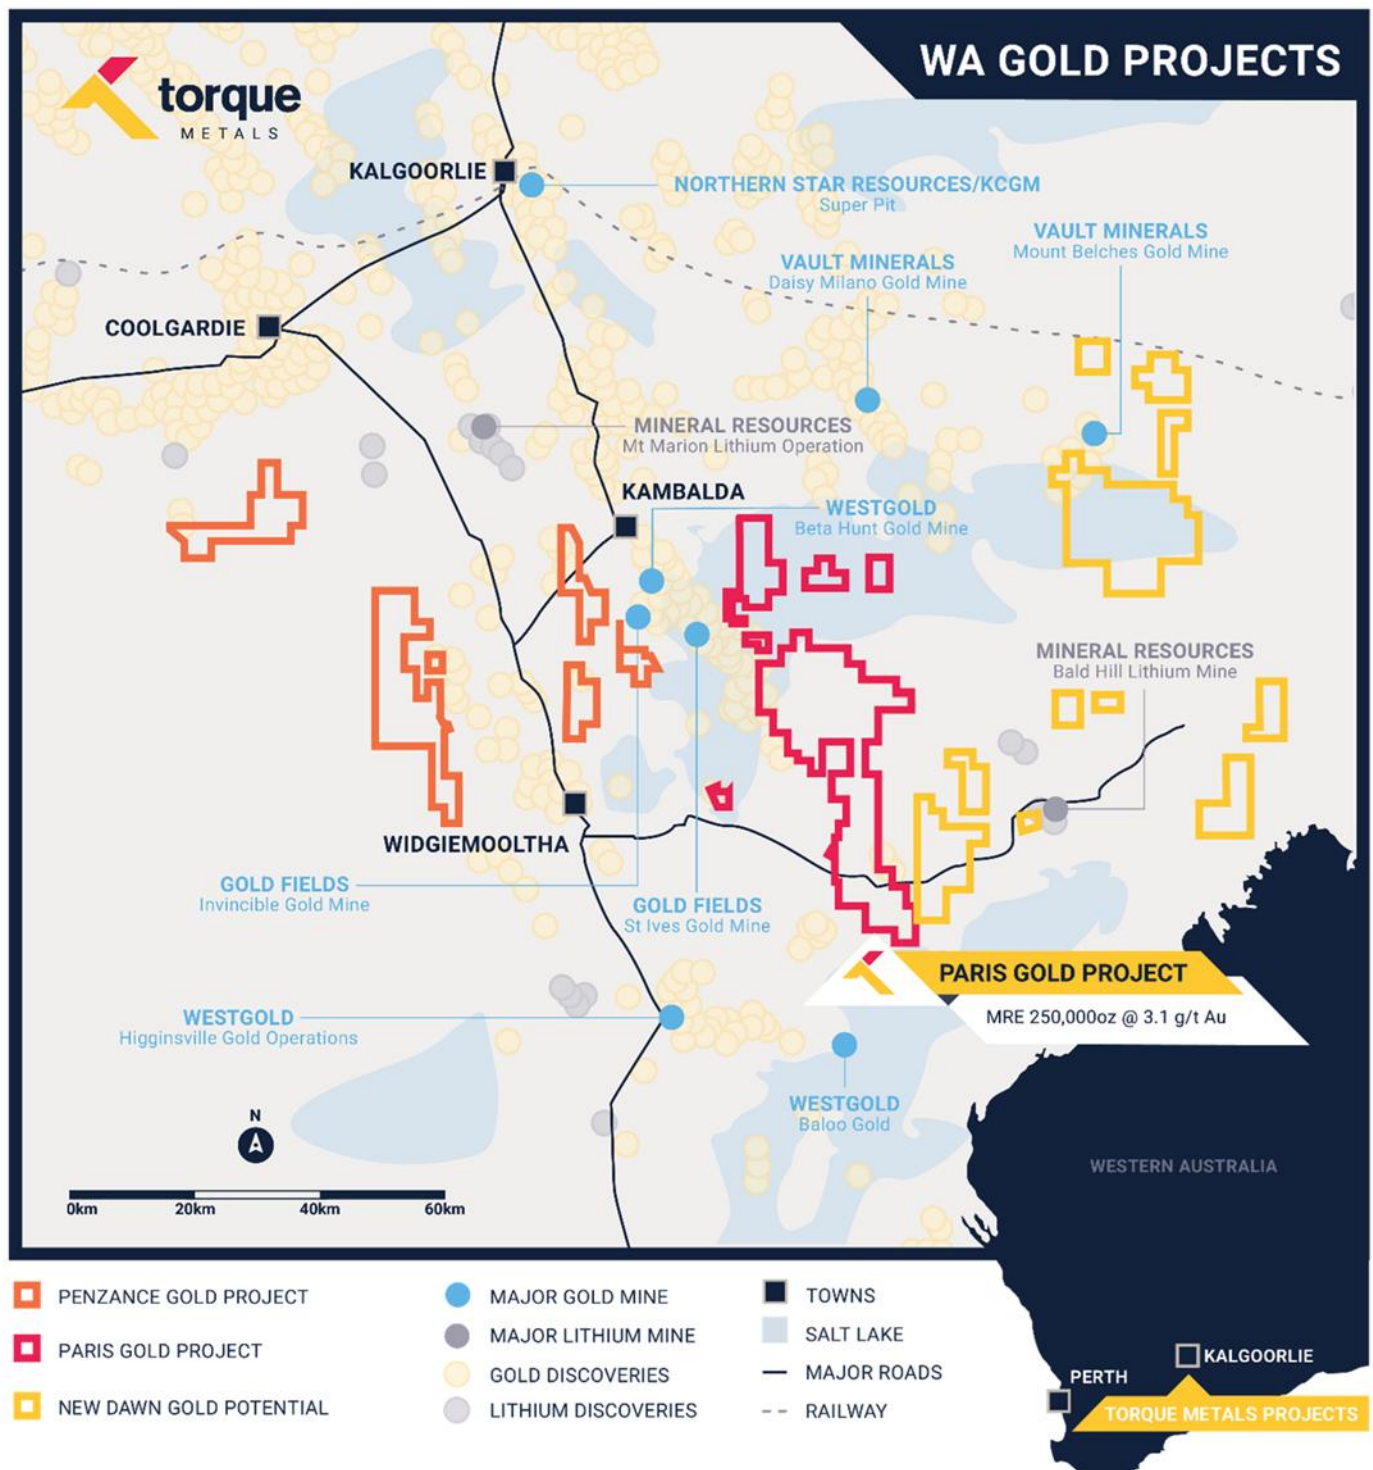 WA GOLD PROJECTS
torque
METALS
KALGOORLIE
NORTHERN STAR RESOURCES/KCGM
Super Pit
VAULT MINERALS
Mount Belches Gold Mine
VAULT MINERALS
Daisy Milano Gold Mine
COOLGARDIE
MINERAL RESOURCES
Mt Marion Lithium Operation
KAMBALDA
WESTGOLD
Beta Hunt Gold Mine
MINERAL RESOURCES
Bald Hill Lithium Mine
WIDGIEMOOLTHA
GOLD FIELDS
Invincible Gold Mine
GOLD FIELDS
St Ives Gold Mine
PARIS GOLD PROJECT
MRE 250,000oz @ 3.1 g/t Au
WESTGOLD
Higginsville Gold Operations
WESTGOLD
Baloo Gold
N
WESTERN AUSTRALIA
0km 20km 40km 60km
PENZANCE GOLD PROJECT
PARIS GOLD PROJECT
NEW DAWN GOLD POTENTIAL
MAJOR GOLD MINE
MAJOR LITHIUM MINE
GOLD DISCOVERIES
LITHIUM DISCOVERIES
TOWNS
SALT LAKE
MAJOR ROADS
RAILWAY
KALGOORLIE
PERTH
TORQUE METALS PROJECTS